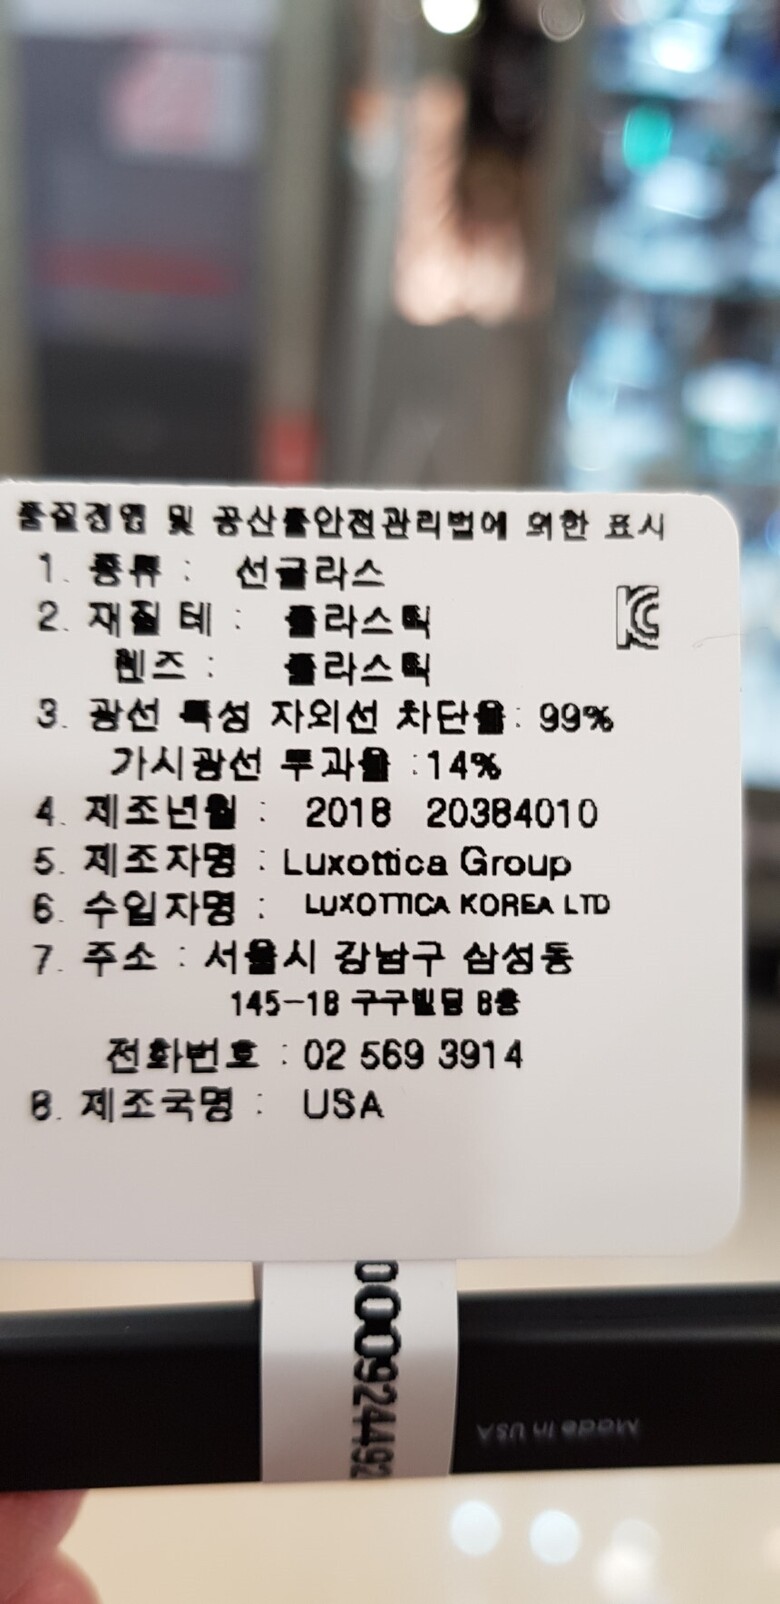 품질경영 및 공산품안전관리법에 의한 표시
1. 종류 : 선글라스
KC
2. 재질 테 : 플라스틱
렌즈 : 플라스틱
3. 광선 특성 자외선 차단율: 99%
가시광선 투과율 :14%
4. 제조년월 : 2018 20384010
5. 제조자명 : Luxottica Group
6. 수입자명 : LUXOTTICA KOREA LTD
7. 주소 : 서울시 강남구 삼성동
145-18 구구빌딩 8층
전화번호 : 02 569 3914
8. 제조국명 : USA
000924492
Made in USA